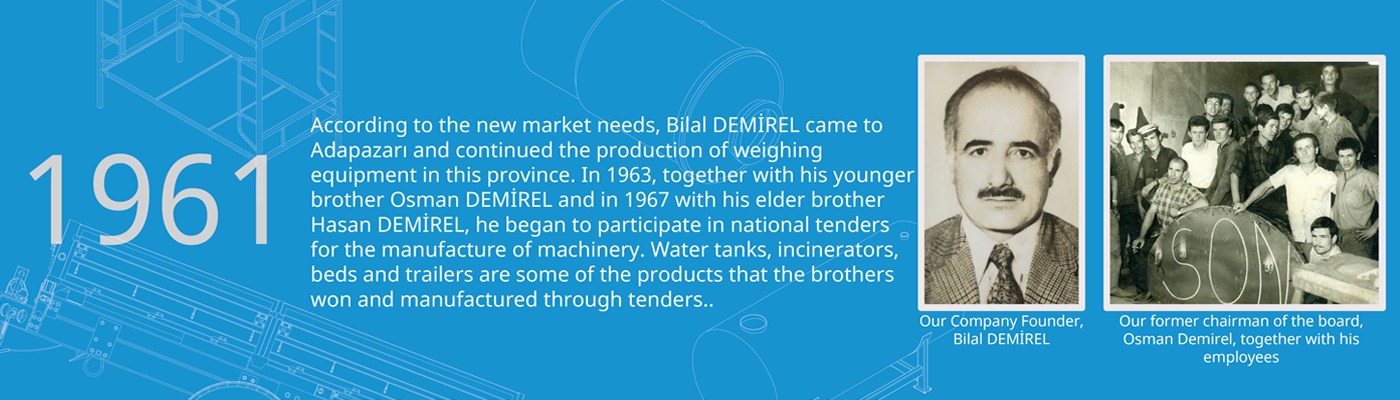 1961
According to the new market needs, Bilal DEMİREL came to
Adapazarı and continued the production of weighing
equipment in this province. In 1963, together with his younger
brother Osman DEMİREL and in 1967 with his elder brother
Hasan DEMİREL, he began to participate in national tenders
for the manufacture of machinery. Water tanks, incinerators,
beds and trailers are some of the products that the brothers
won and manufactured through tenders..
SON
Our Company Founder,
Bilal DEMİREL
Our former chairman of the board,
Osman Demirel, together with his
employees